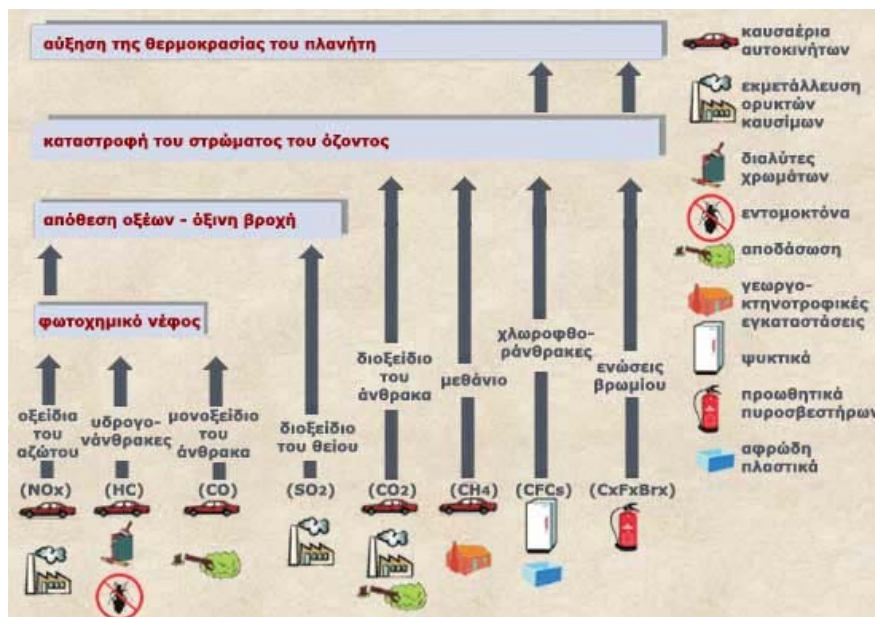 αύξηση της θερμοκρασίας του πλανήτη
καταστροφή του στρώματος του όζοντος
απόθεση οξέων - όξινη βροχή
φωτοχημικό νέφος
οξείδια
του
αζώτου
(NOx)
υδρογο-
νάνθρακες
(HC)
μονοξείδιο
του
άνθρακα
(CO)
διοξείδιο
του θείου
(SO2)
διοξείδιο
του
άνθρακα
(CO2)
μεθάνιο
(CH4)
χλωροφθο-
ράνθρακες
(CFCs)
ενώσεις
βρωμίου
(CxFxBrx)
καυσαέρια
αυτοκινήτων
εκμετάλλευση
ορυκτών
καυσίμων
διαλύτες
χρωμάτων
εντομοκτόνα
αποδάσωση
γεωργο-
κτηνοτροφικές
εγκαταστάσεις
ψυκτικά
προωθητικά
πυροσβεστήρων
αφρώδη
πλαστικά